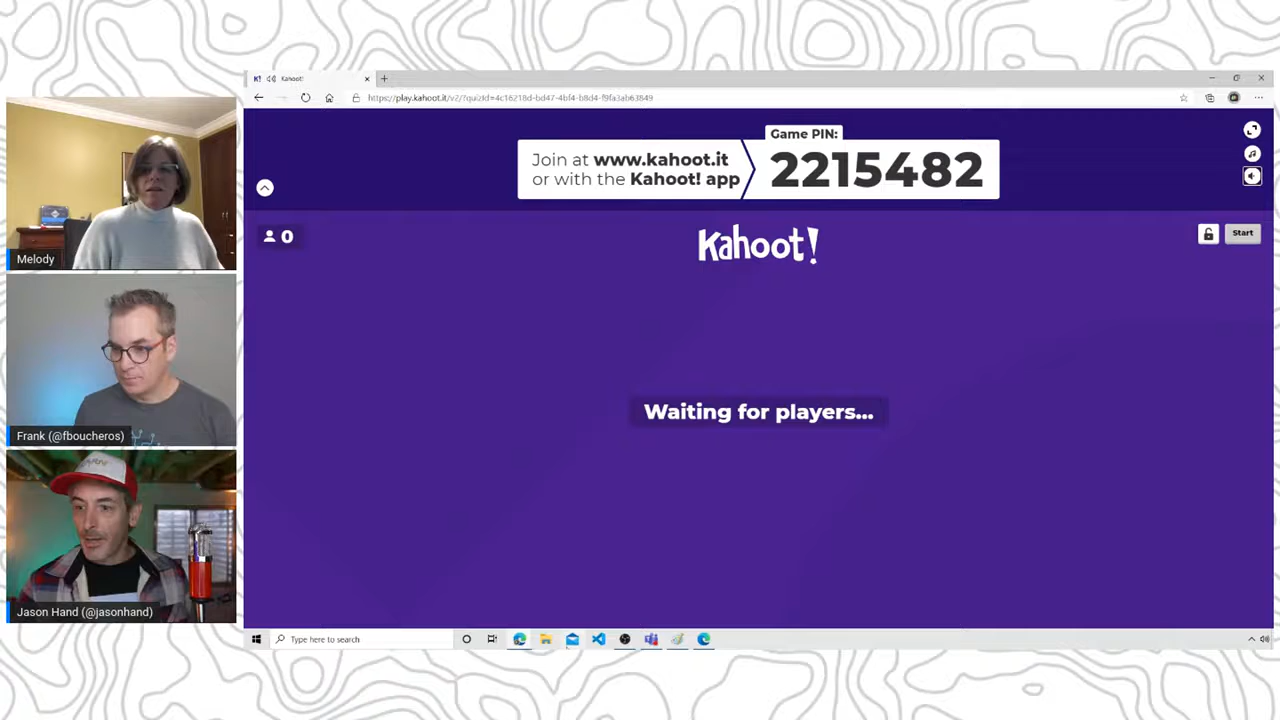 K! Kahoot!
https://play.kahoot.it/v2/?quizId=4c16218d-bd47-4bf4-b8d4-f9fa3ab63849
Join at www.kahoot.it
or with the Kahoot! app
Game PIN:
2215482
0
Kahoot!
Start
Waiting for players...
Melody
Frank (@fboucheros)
Jason Hand (@jasonhand)
Type here to search